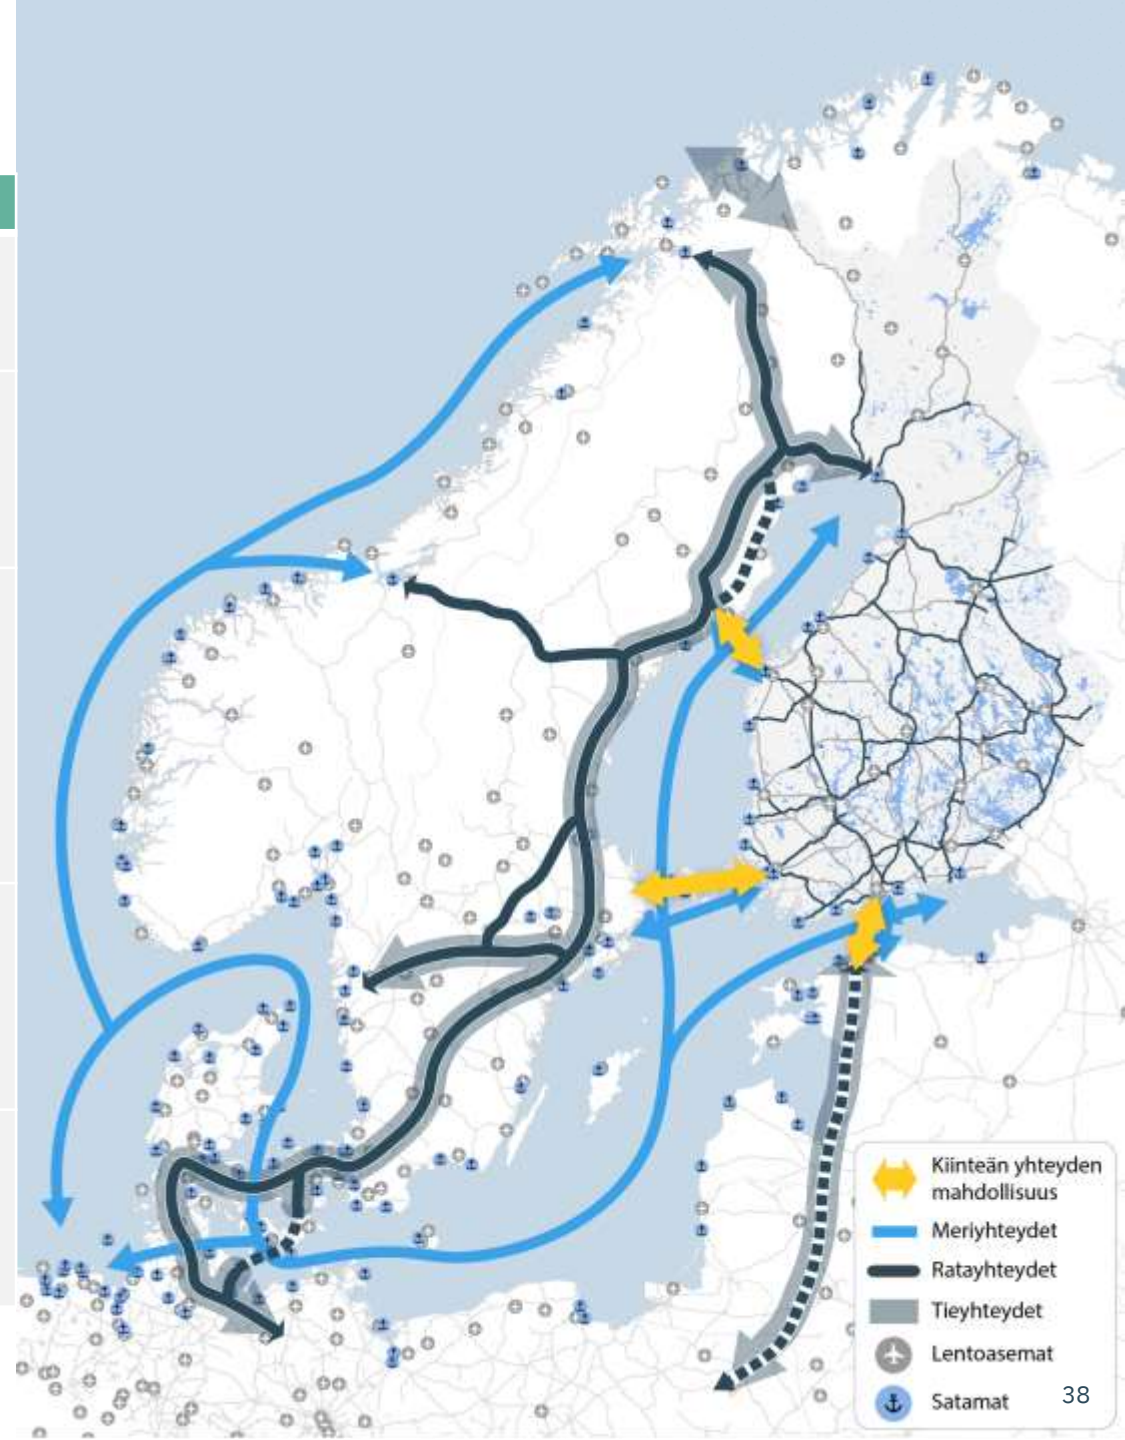 Kiinteän yhteyden
mahdollisuus
Meriyhteydet
Ratayhteydet
Tieyhteydet
Lentoasemat
Satamat
38